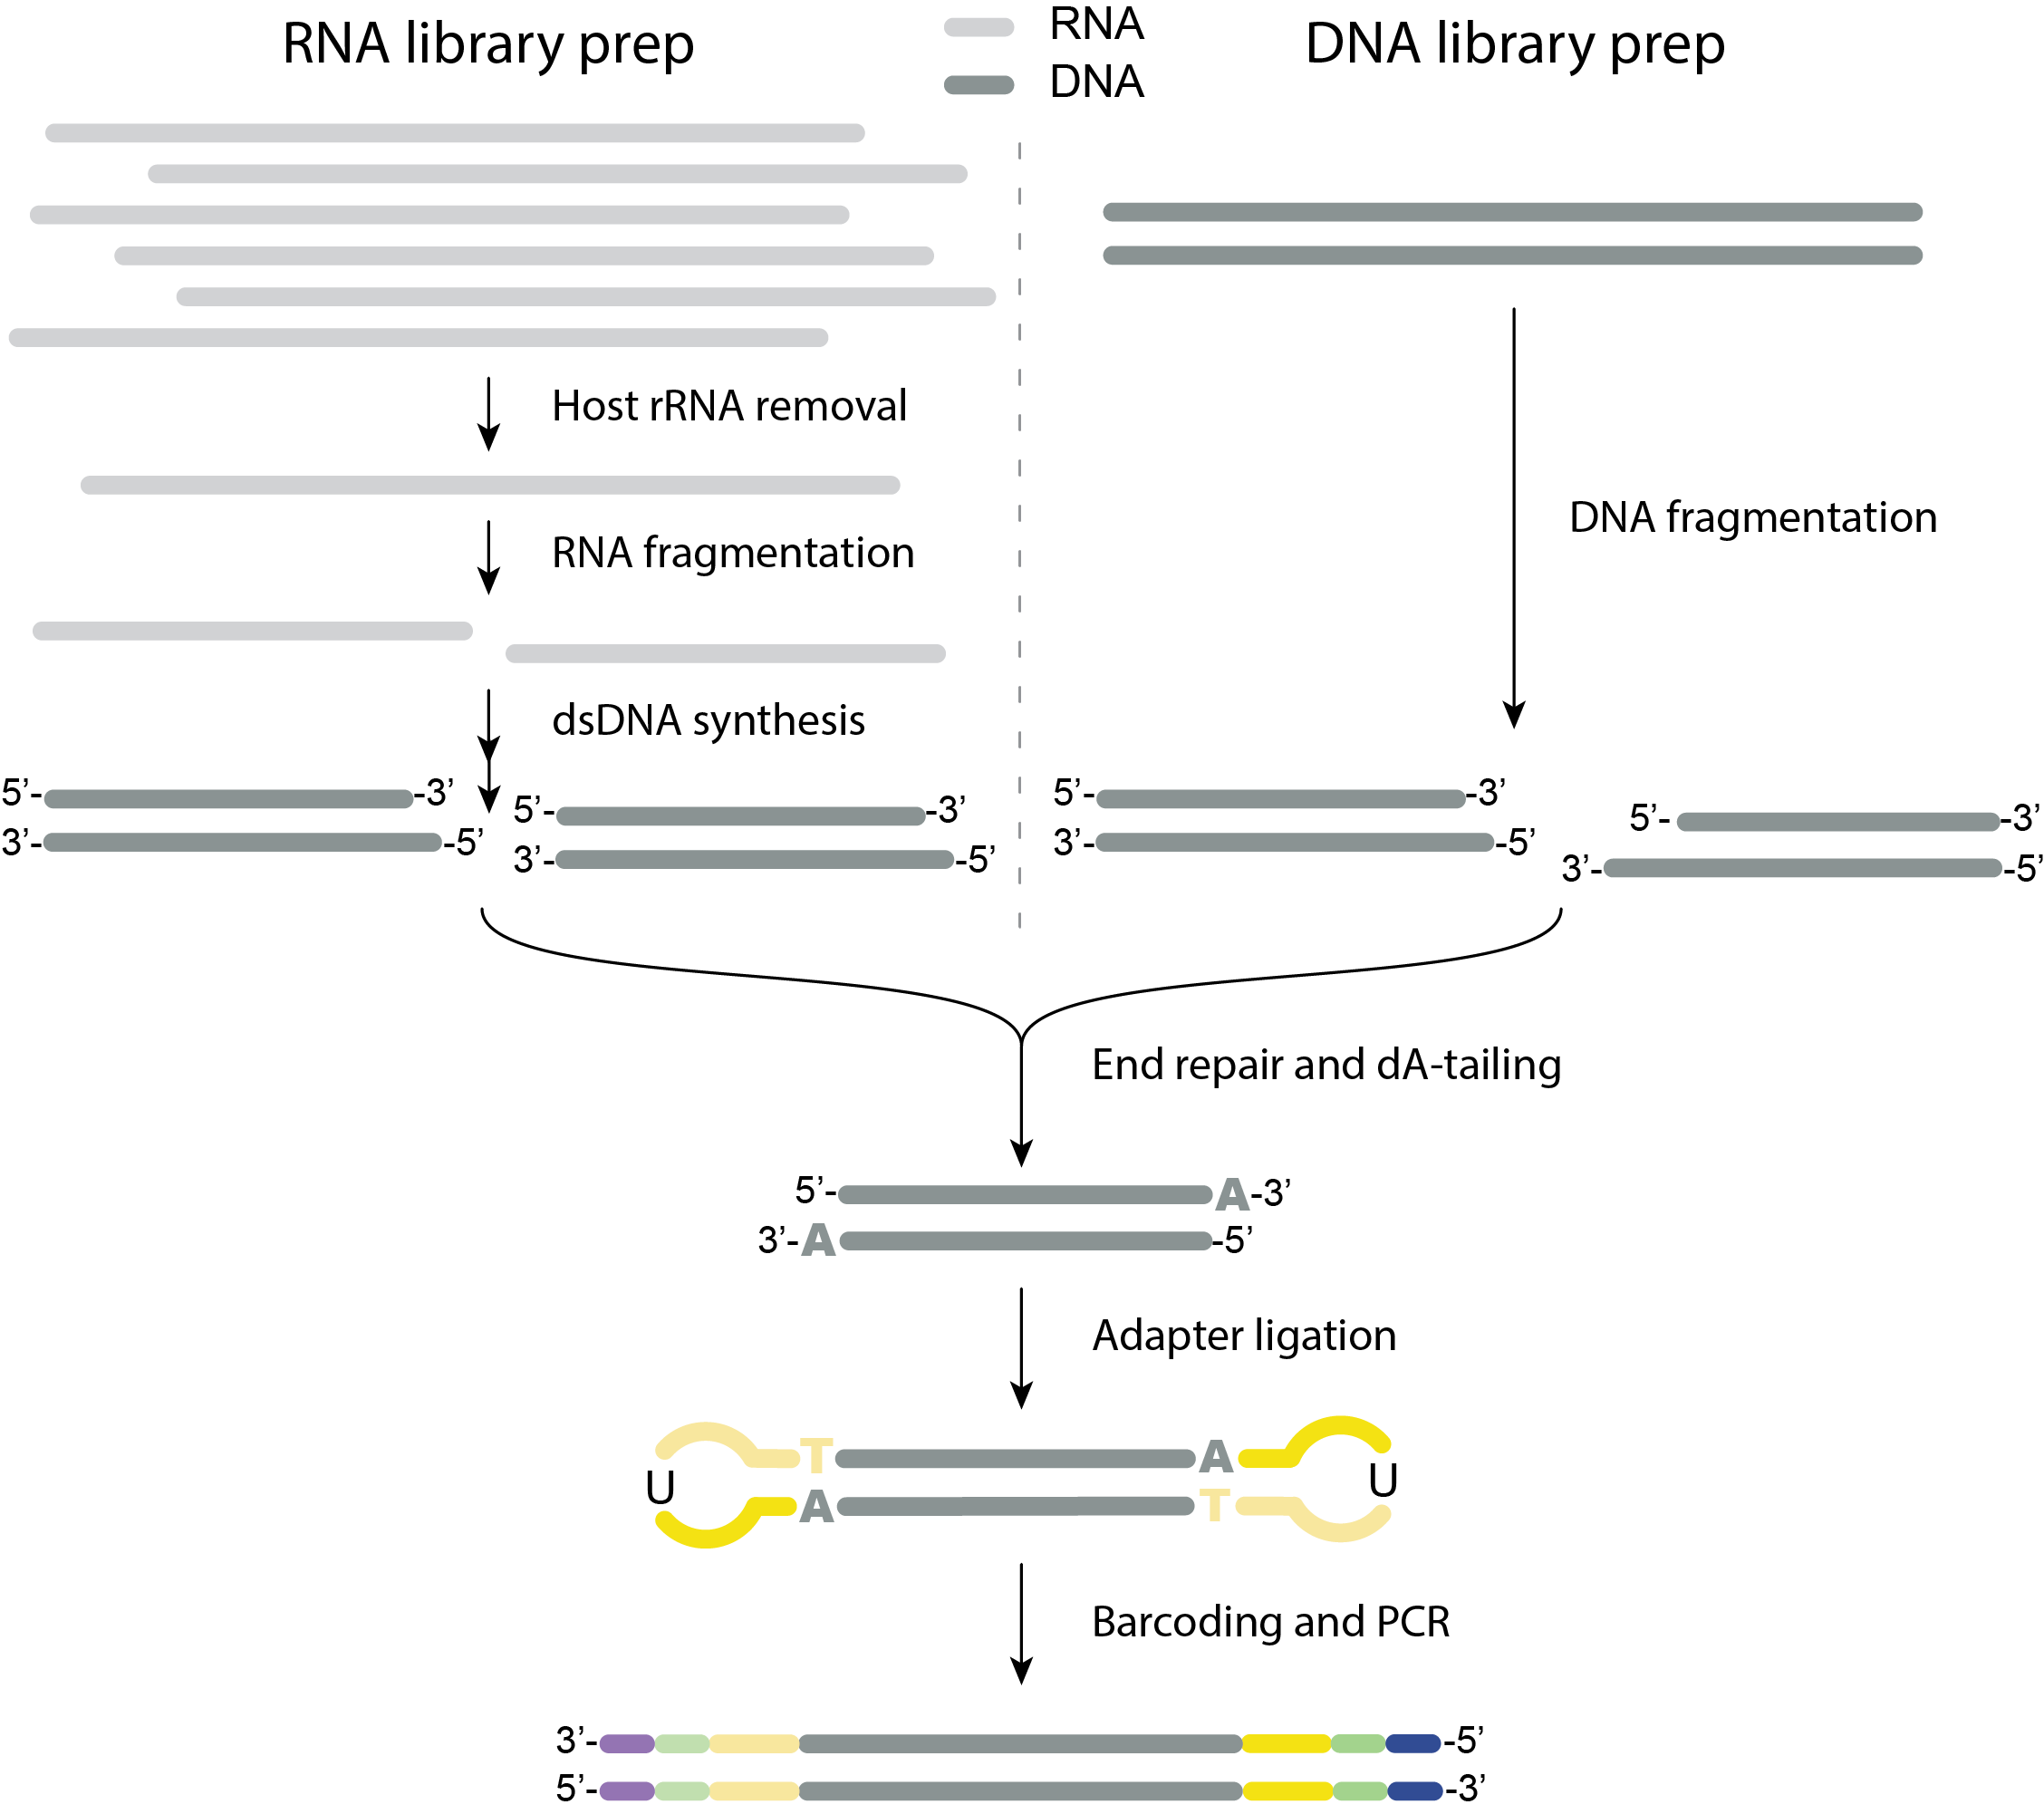 RNA library prep
RNA
DNA
DNA library prep
Host rRNA removal
RNA fragmentation
DNA fragmentation
dsDNA synthesis
5’- -3’
3’- -5’
5’- -3’
3’- -5’
5’- -3’
3’- -5’
5’- -3’
3’- -5’
End repair and dA-tailing
5’- A-3’
3’-A -5’
Adapter ligation
T A
U U
A T
Barcoding and PCR
3’- -5’
5’- -3’